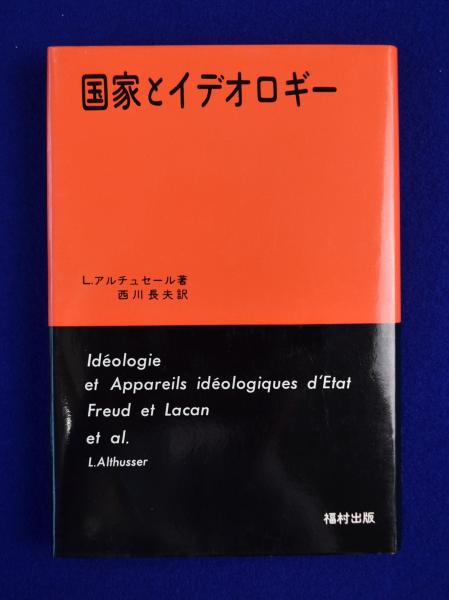 国家とイデオロギー
L.アルチュセール著
西川長夫訳
Idéologie
et Appareils idéologiques d'Etat
Freud et Lacan
et al.
L.Althusser
福村出版